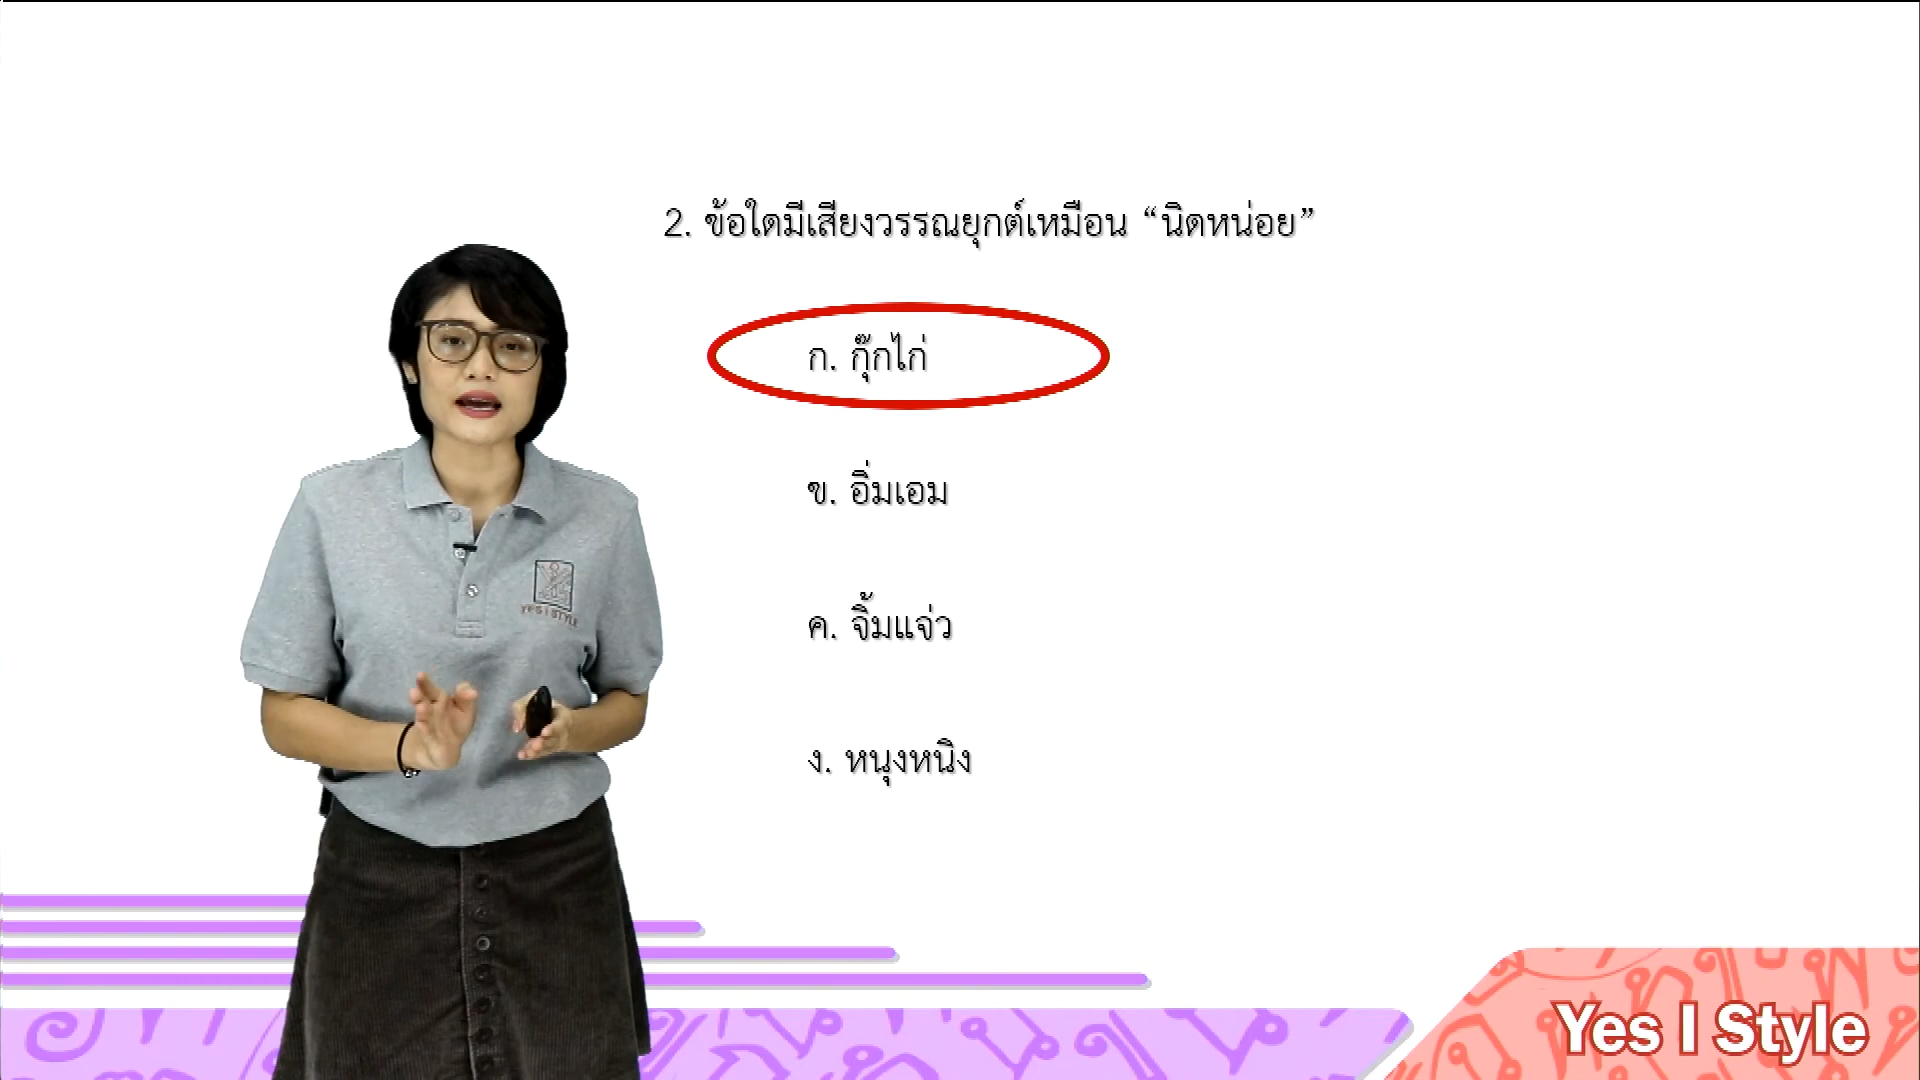 2. ข้อใดมีเสียงวรรณยุกต์เหมือน “นิดหน่อย”
ก. กุ๊กไก่
ข. อิ่มเอม
ค. จิ้มแจ่ว
ง. หนุงหนิง
YES I STYLE
Yes I Style